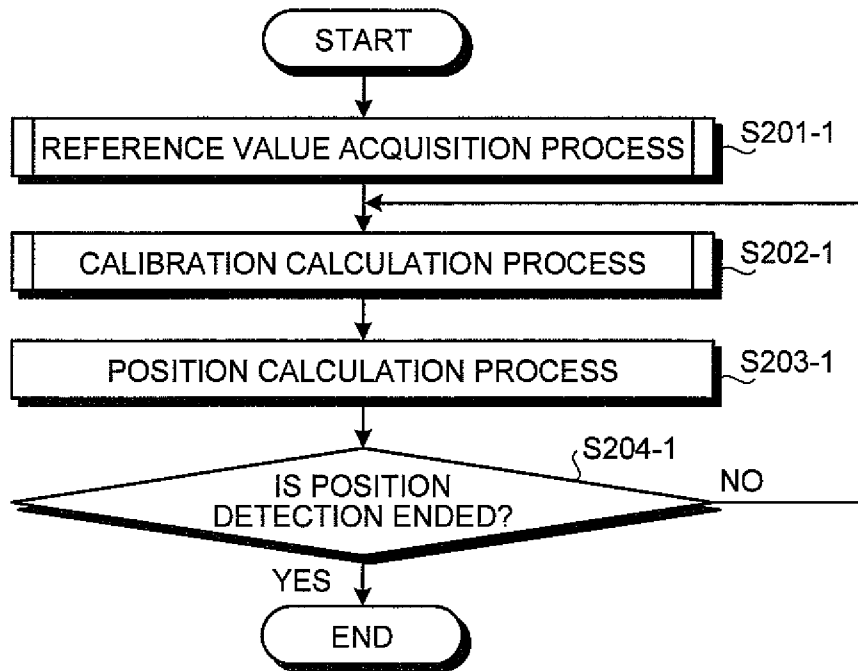 START
REFERENCE VALUE ACQUISITION PROCESS
S201-1
CALIBRATION CALCULATION PROCESS
S202-1
POSITION CALCULATION PROCESS
S203-1
S204-1
IS POSITION
DETECTION ENDED?
NO
YES
END